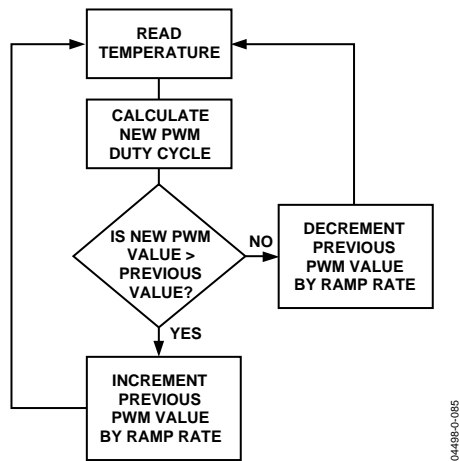 READ
TEMPERATURE
CALCULATE
NEW PWM
DUTY CYCLE
IS NEW PWM
VALUE >
PREVIOUS
VALUE?
NO
DECREMENT
PREVIOUS
PWM VALUE
BY RAMP RATE
YES
INCREMENT
PREVIOUS
PWM VALUE
BY RAMP RATE
04498-0-085